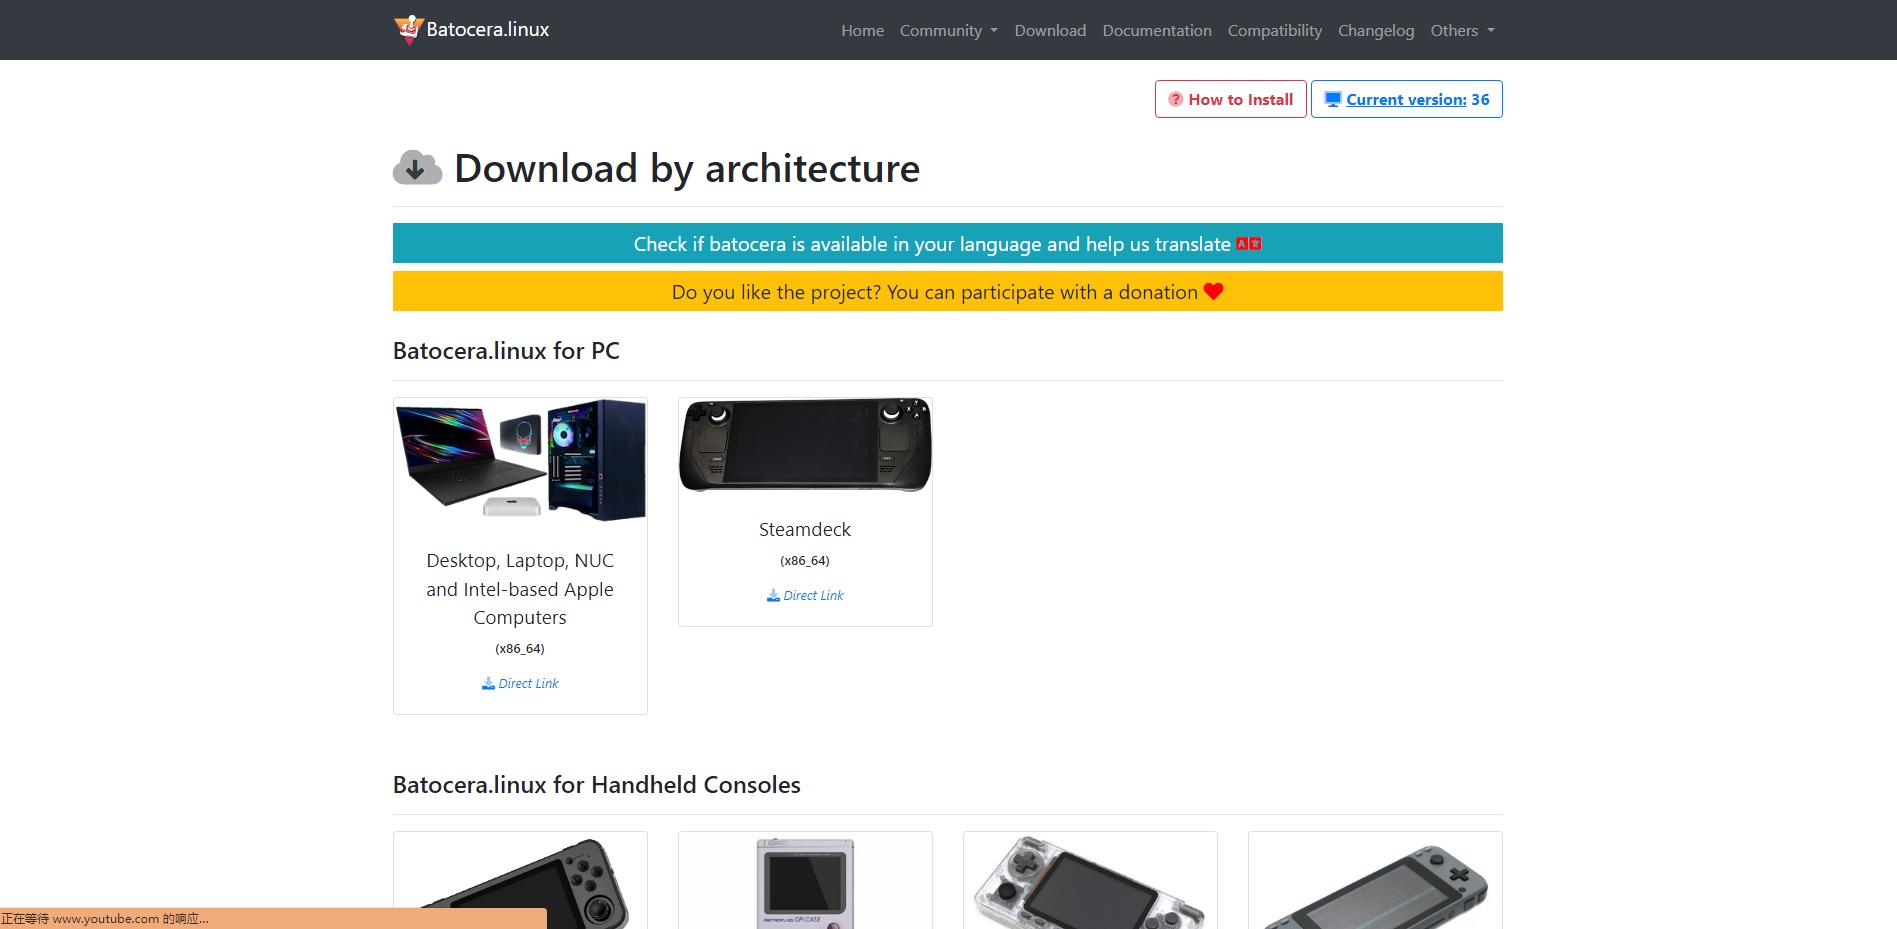 Batocera.linux
Home Community Download Documentation Compatibility Changelog Others
How to Install
Current version: 36
Download by architecture
Check if batocera is available in your language and help us translate
Do you like the project? You can participate with a donation
Batocera.linux for PC
Desktop, Laptop, NUC
and Intel-based Apple
Computers
(x86_64)
Direct Link
Steamdeck
(x86_64)
Direct Link
Batocera.linux for Handheld Consoles
RETROFLAG GPi CASE
正在等待 www.youtube.com 的响应...